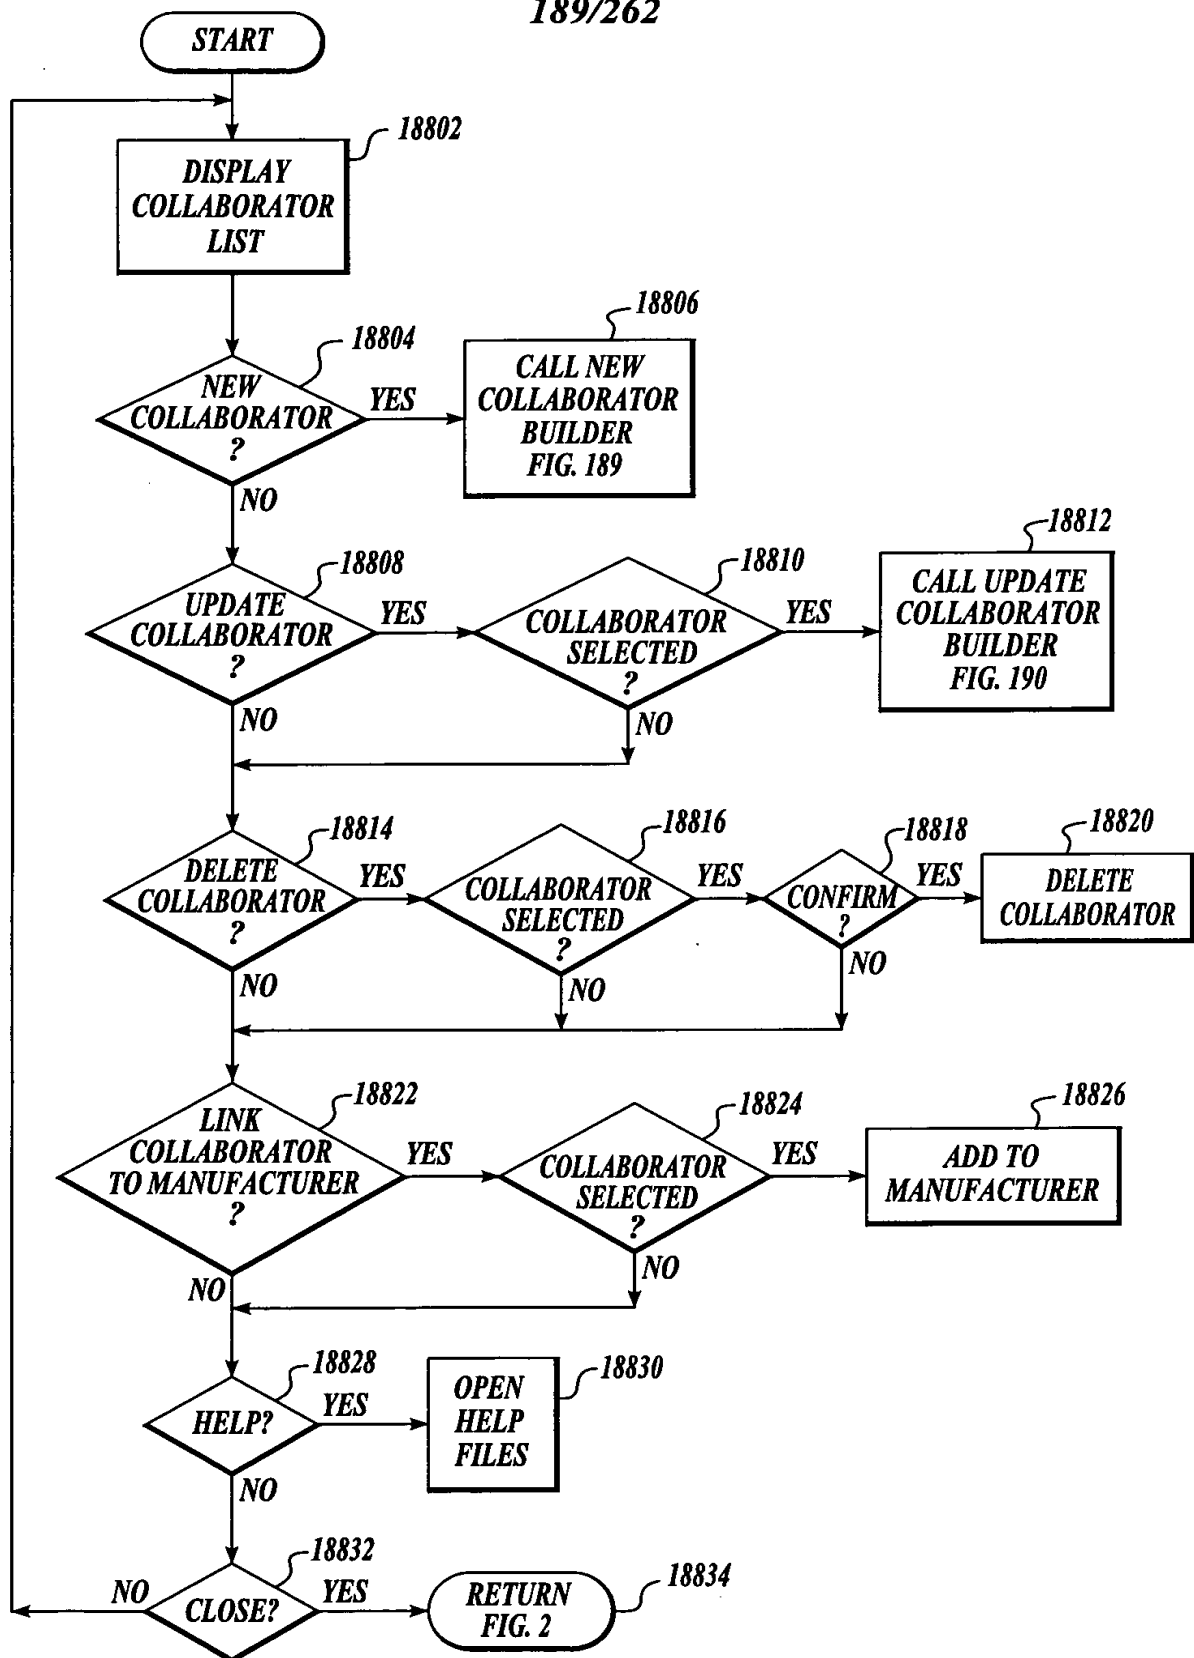 189/262
START
18802
DISPLAY
COLLABORATOR
LIST
18804
NEW
COLLABORATOR
?
YES
NO
18806
CALL NEW
COLLABORATOR
BUILDER
FIG. 189
18808
UPDATE
COLLABORATOR
?
YES
NO
18810
COLLABORATOR
SELECTED
?
YES
NO
18812
CALL UPDATE
COLLABORATOR
BUILDER
FIG. 190
18814
DELETE
COLLABORATOR
?
YES
NO
18816
COLLABORATOR
SELECTED
?
YES
NO
18818
CONFIRM
?
YES
NO
18820
DELETE
COLLABORATOR
18822
LINK
COLLABORATOR
TO MANUFACTURER
?
YES
NO
18824
COLLABORATOR
SELECTED
?
YES
NO
18826
ADD TO
MANUFACTURER
18828
HELP?
YES
NO
18830
OPEN
HELP
FILES
18832
CLOSE?
NO
YES
18834
RETURN
FIG. 2